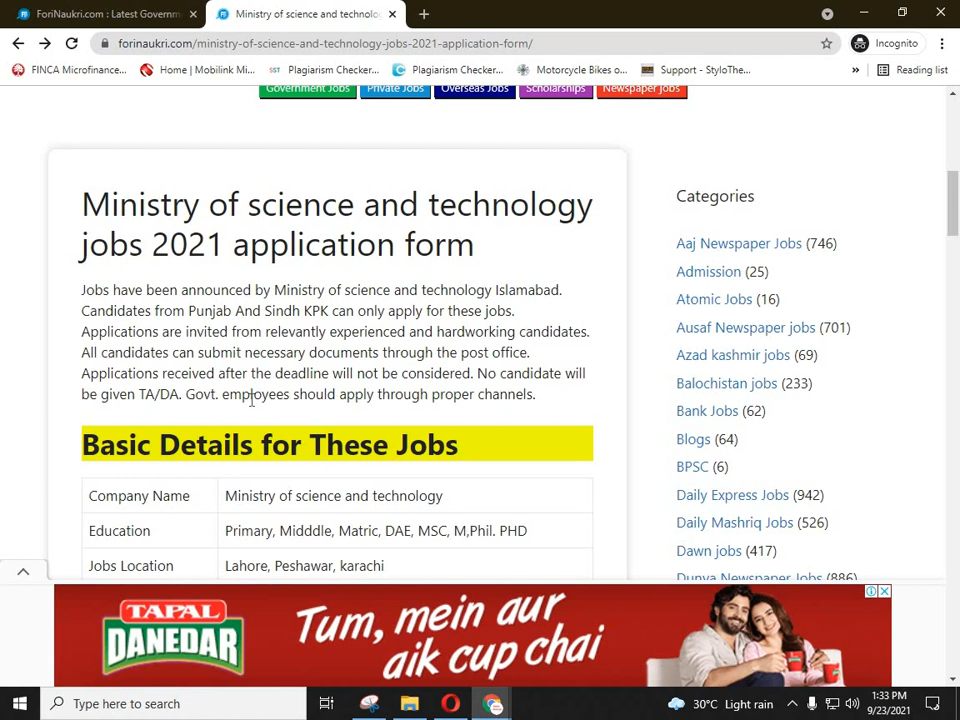 ForiNaukri.com : Latest Governm
Ministry of science and technolo
forinaukri.com/ministry-of-science-and-technology-jobs-2021-application-form/
Incognito
FINCA Microfinance...
Home | Mobilink Mi...
SST
Plagiarism Checker...
Plagiarism Checker...
Motorcycle Bikes o...
Support - StyloThe...
»
Reading list
Government Jobs
Private Jobs
Overseas Jobs
Scholarships
Newspaper Jobs
Ministry of science and technology
jobs 2021 application form
Jobs have been announced by Ministry of science and technology Islamabad.
Candidates from Punjab And Sindh KPK can only apply for these jobs.
Applications are invited from relevantly experienced and hardworking candidates.
All candidates can submit necessary documents through the post office.
Applications received after the deadline will not be considered. No candidate will
be given TA/DA. Govt. employees should apply through proper channels.
Basic Details for These Jobs
Company Name Ministry of science and technology
Education Primary, Midddle, Matric, DAE, MSC, M,Phil. PHD
Jobs Location Lahore, Peshawar, karachi
Categories
Aaj Newspaper Jobs (746)
Admission (25)
Atomic Jobs (16)
Ausaf Newspaper jobs (701)
Azad kashmir jobs (69)
Balochistan jobs (233)
Bank Jobs (62)
Blogs (64)
BPSC (6)
Daily Express Jobs (942)
Daily Mashriq Jobs (526)
Dawn jobs (417)
Dunya Newspaper Jobs (886)
TAPAL
DANEDAR
Tum, mein aur
aik cup chai
Type here to search
30°C Light rain
1:33 PM
9/23/2021